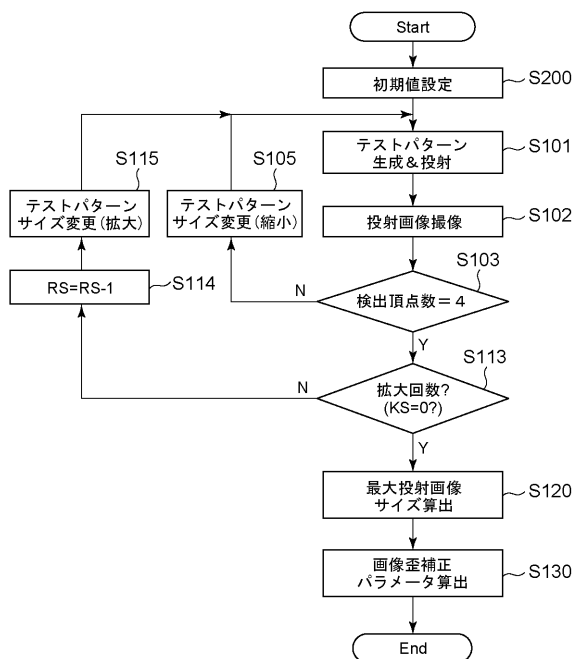 Start
初期値設定
S200
テストパターン
生成＆投射
S101
S115
テストパターン
サイズ変更(拡大)
S105
テストパターン
サイズ変更(縮小)
投射画像撮像
S102
RS=RS-1
S114
検出頂点数＝4
S103
N
Y
拡大回数?
(KS=0?)
S113
N
Y
最大投射画像
サイズ算出
S120
画像歪補正
パラメータ算出
S130
End